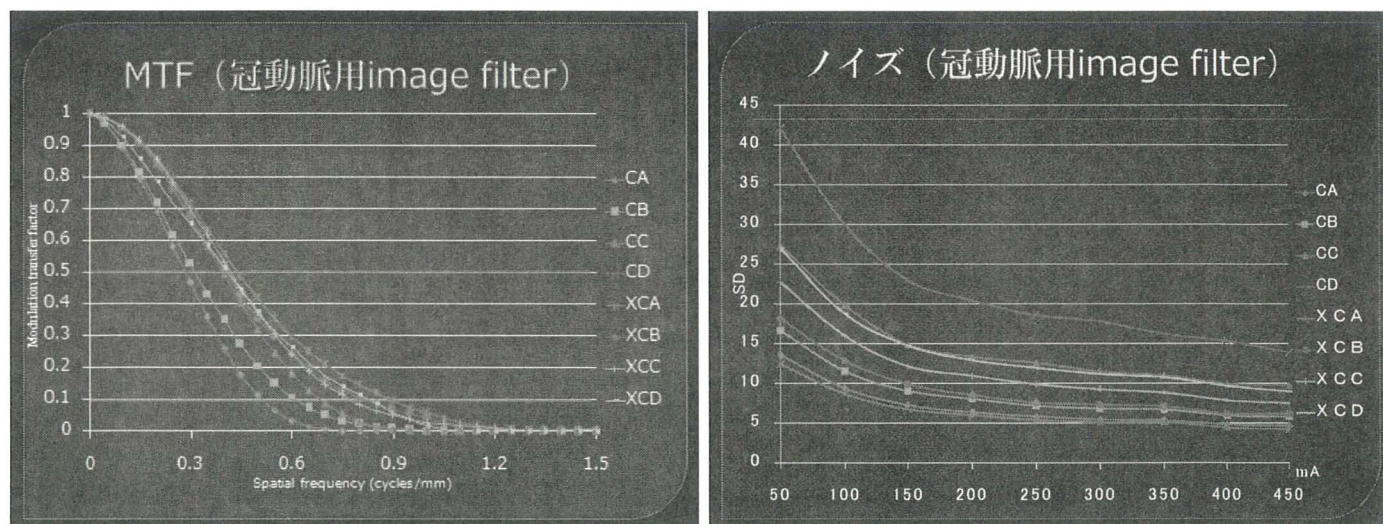 MTF（冠動脈用image filter）
Modulation transfer factor
1
0.9
0.8
0.7
0.6
0.5
0.4
0.3
0.2
0.1
0
0 0.3 0.6 0.9 1.2 1.5
Spatial frequency (cycles/mm)
CA
CB
CC
CD
XCA
XCB
XCC
XCD
ノイズ（冠動脈用image filter）
SD
45
40
35
30
25
20
15
10
5
0
50 100 150 200 250 300 350 400 450
mA
CA
CB
CC
CD
XCA
XCB
XCC
XCD